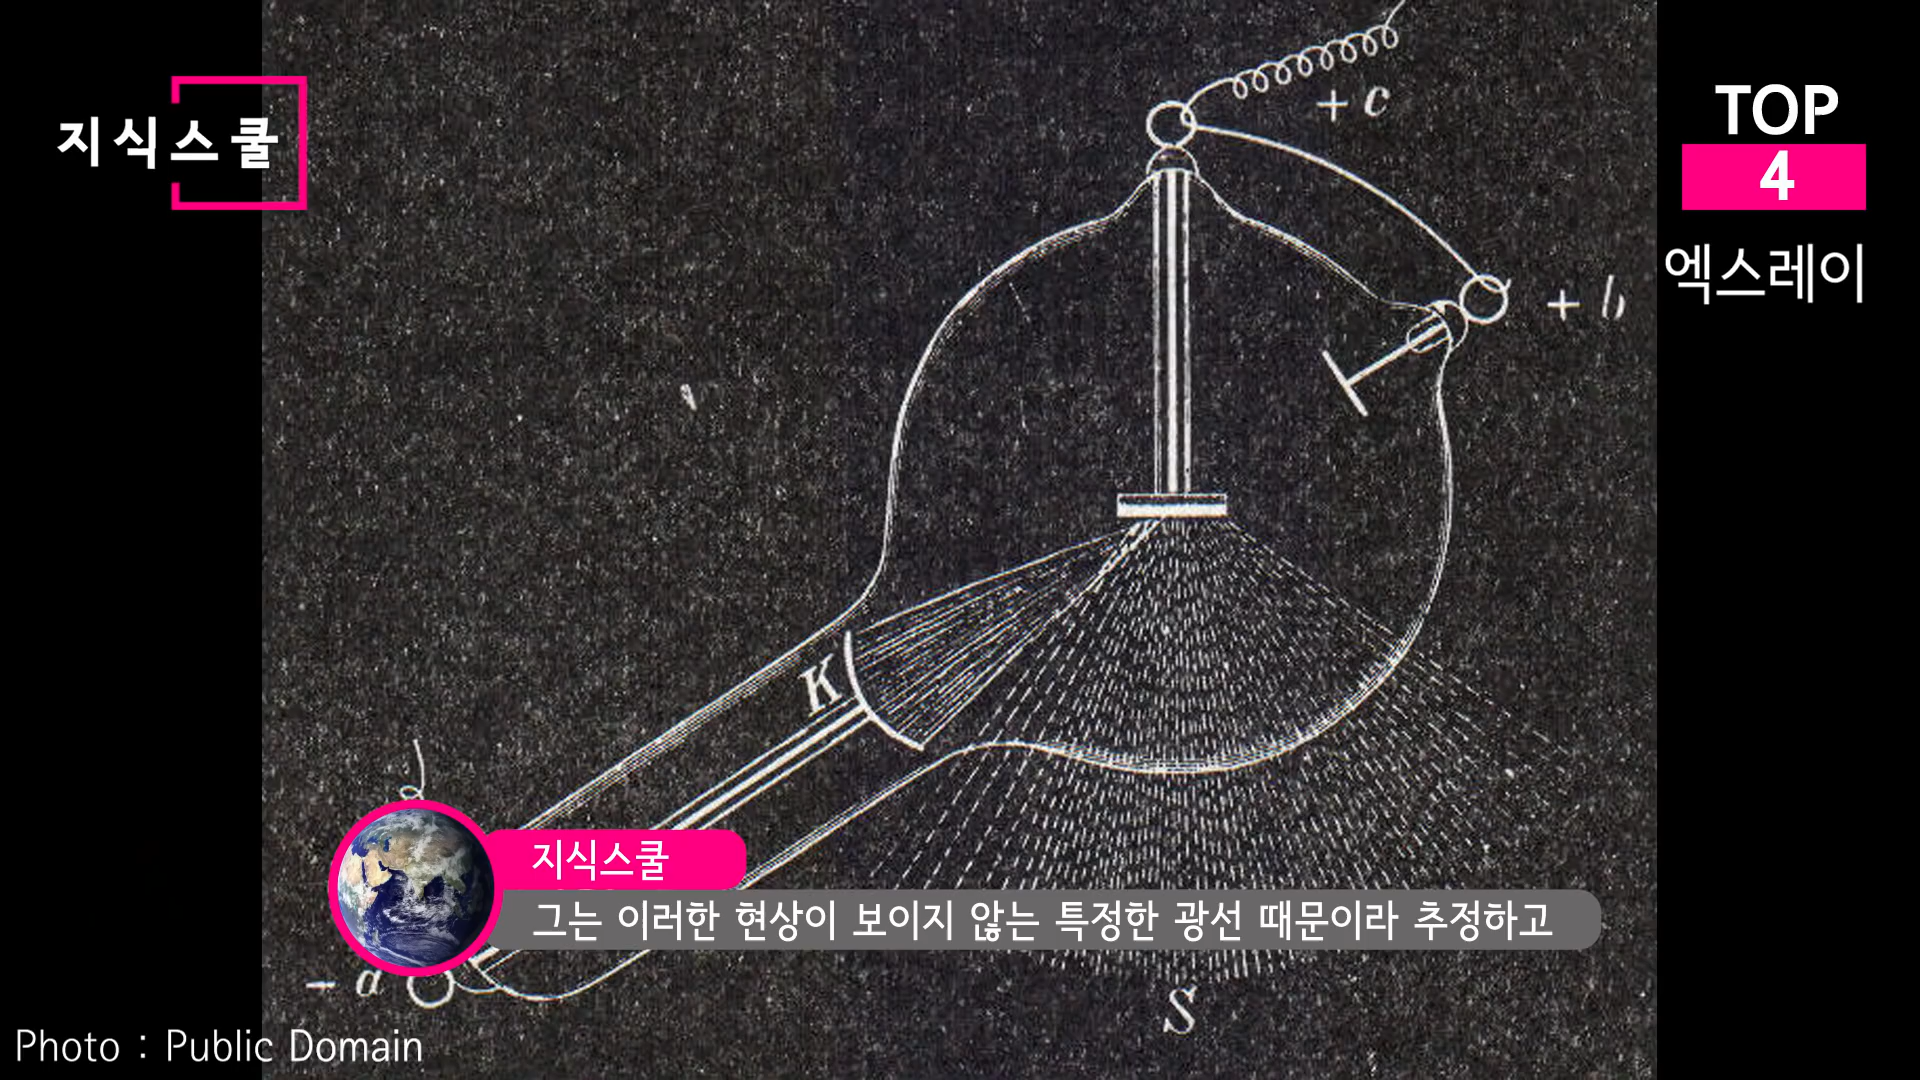 지식스쿨
TOP
4
엑스레이
+ c
+ b
K
지식스쿨
그는 이러한 현상이 보이지 않는 특정한 광선 때문이라 추정하고
- a
S
Photo : Public Domain